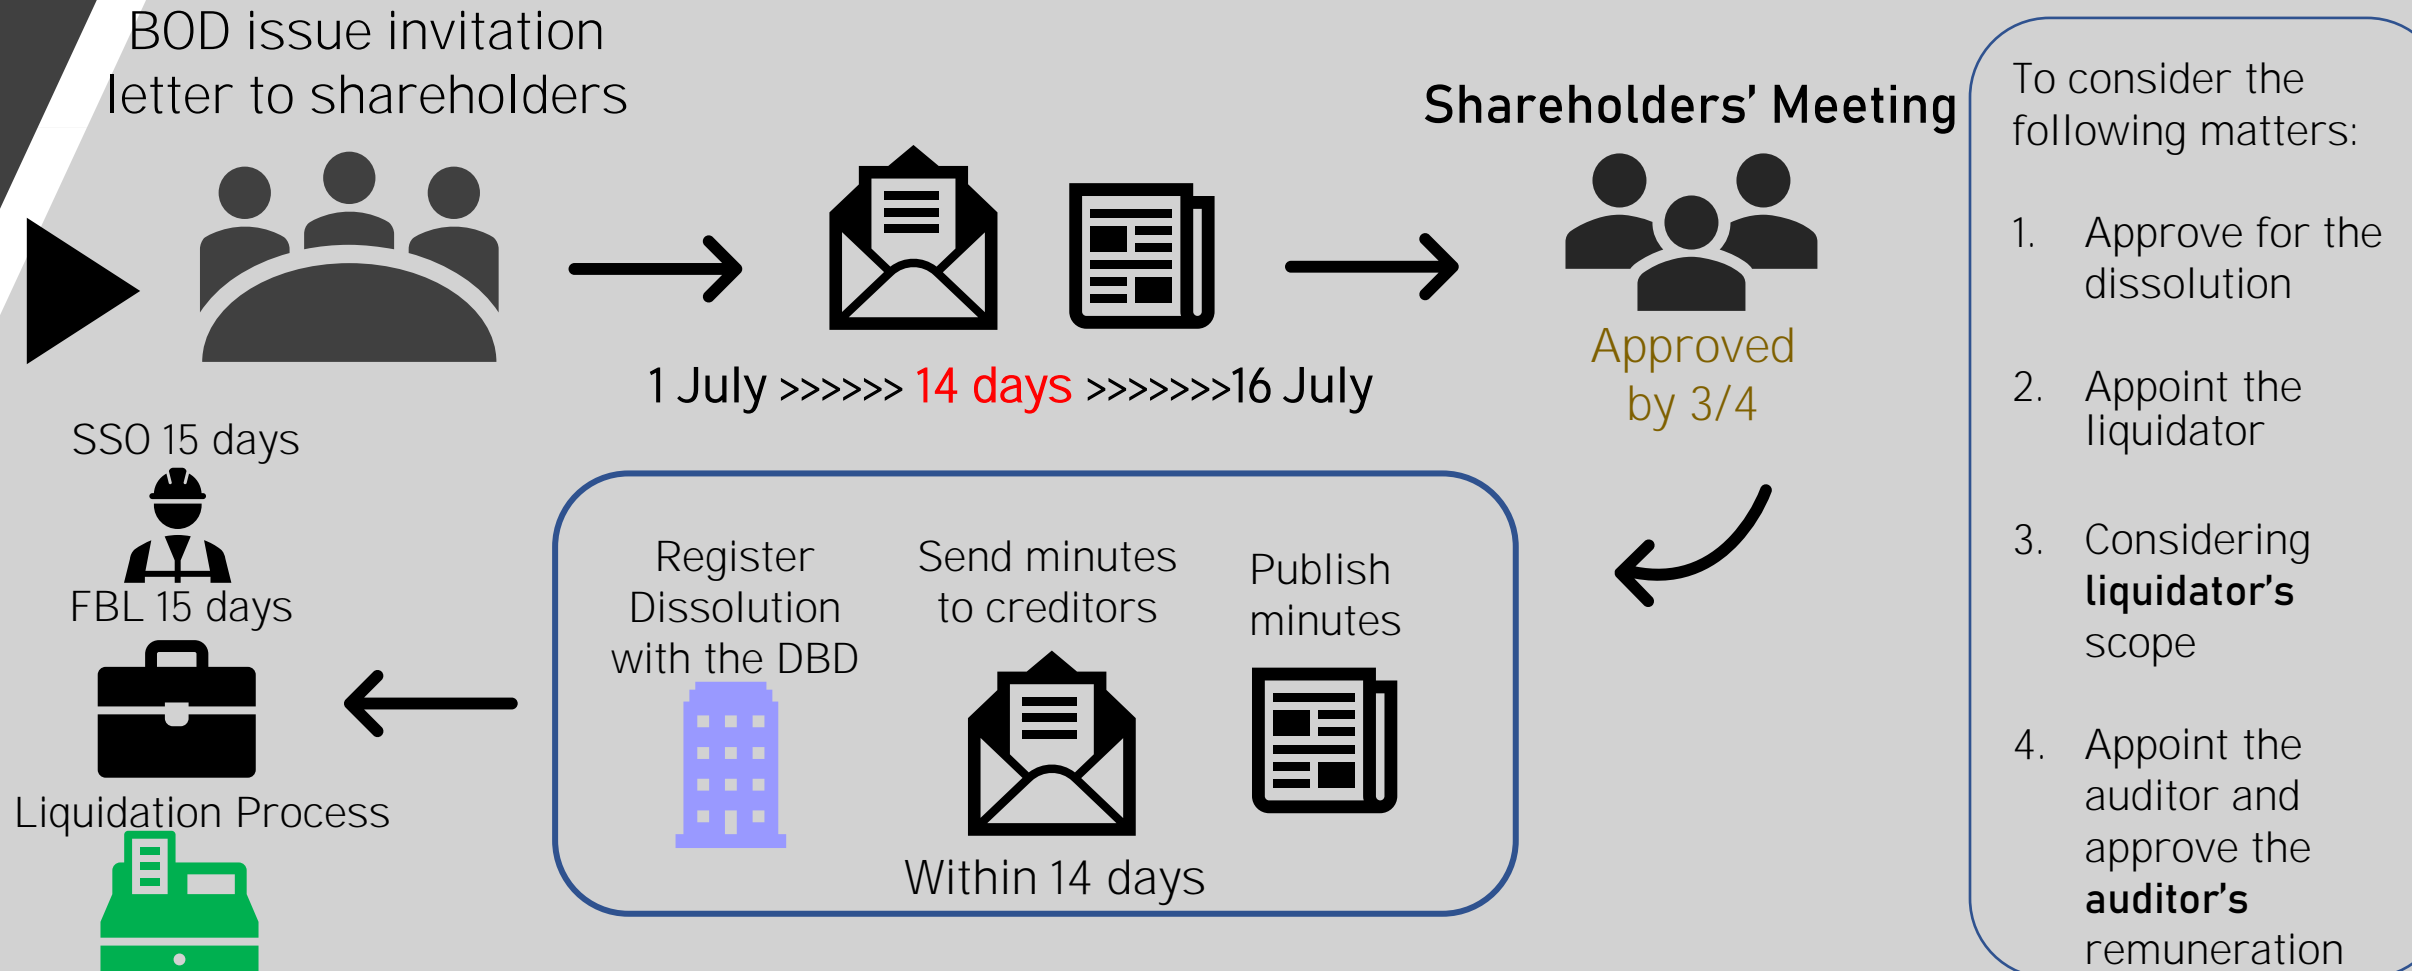 BOD issue invitation
letter to shareholders
1 July >>>>>> 14 days >>>>>>>16 July
Shareholders’ Meeting
Approved
by 3/4
To consider the
following matters:
1. Approve for the
dissolution
2. Appoint the
liquidator
3. Considering
liquidator’s
scope
4. Appoint the
auditor and
approve the
auditor’s
remuneration
Register
Dissolution
with the DBD
Send minutes
to creditors
Publish
minutes
Within 14 days
SSO 15 days
FBL 15 days
Liquidation Process